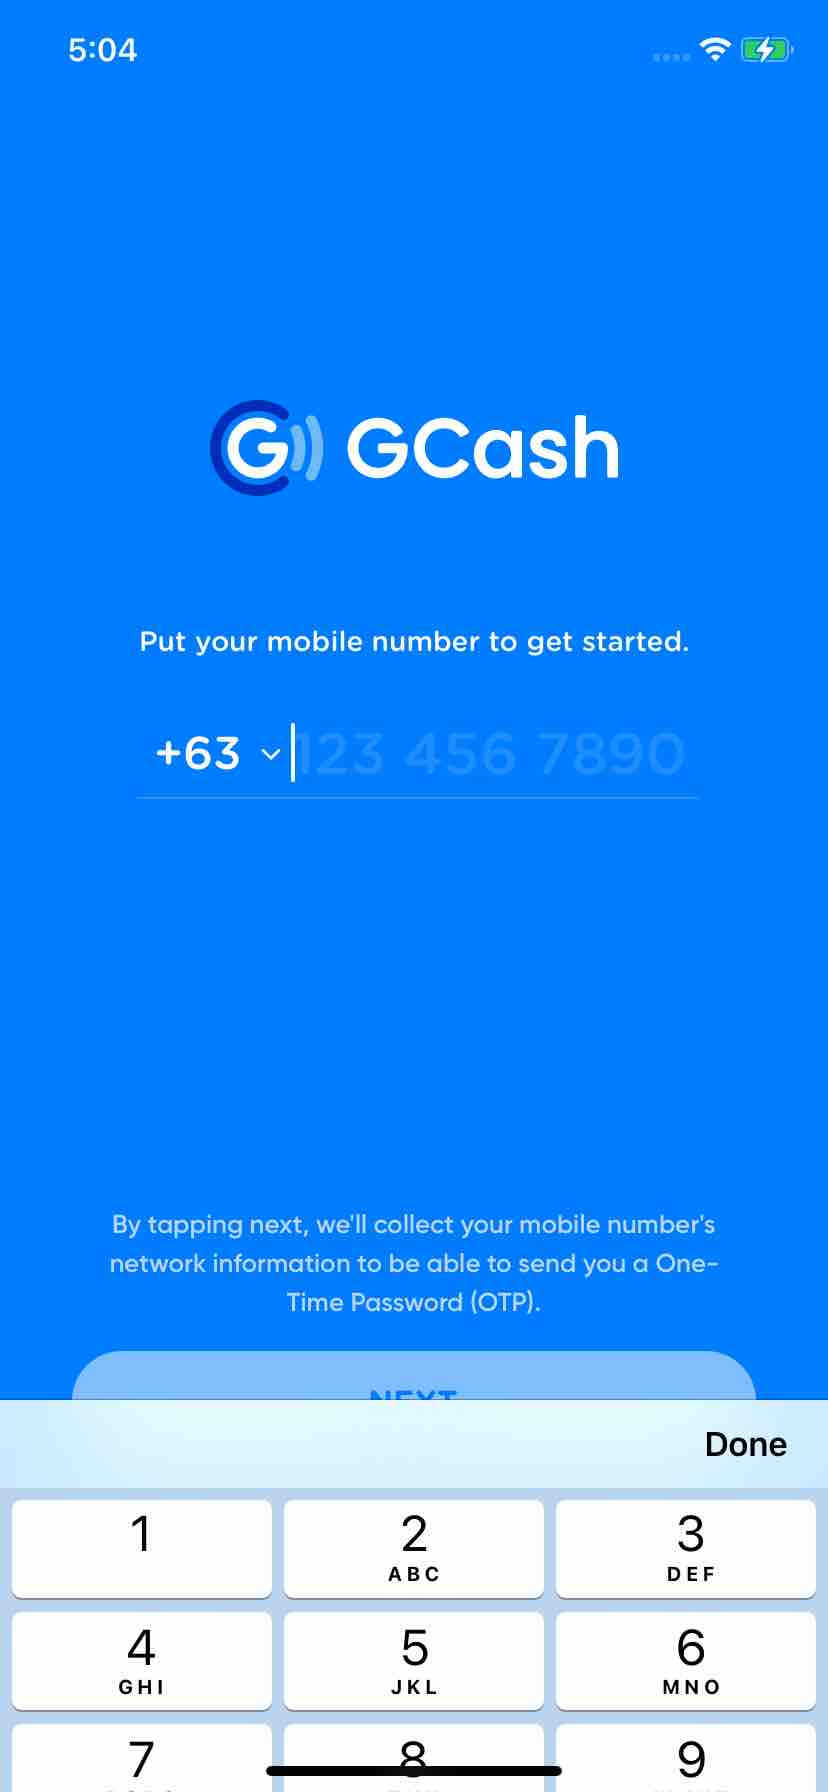 5:04
GCash
Put your mobile number to get started.
+63 123 456 7890
By tapping next, we'll collect your mobile number's
network information to be able to send you a One-
Time Password (OTP).
NEXT
Done
1 2 3
ABC DEF
4 5 6
GHI JKL MNO
7 8 9